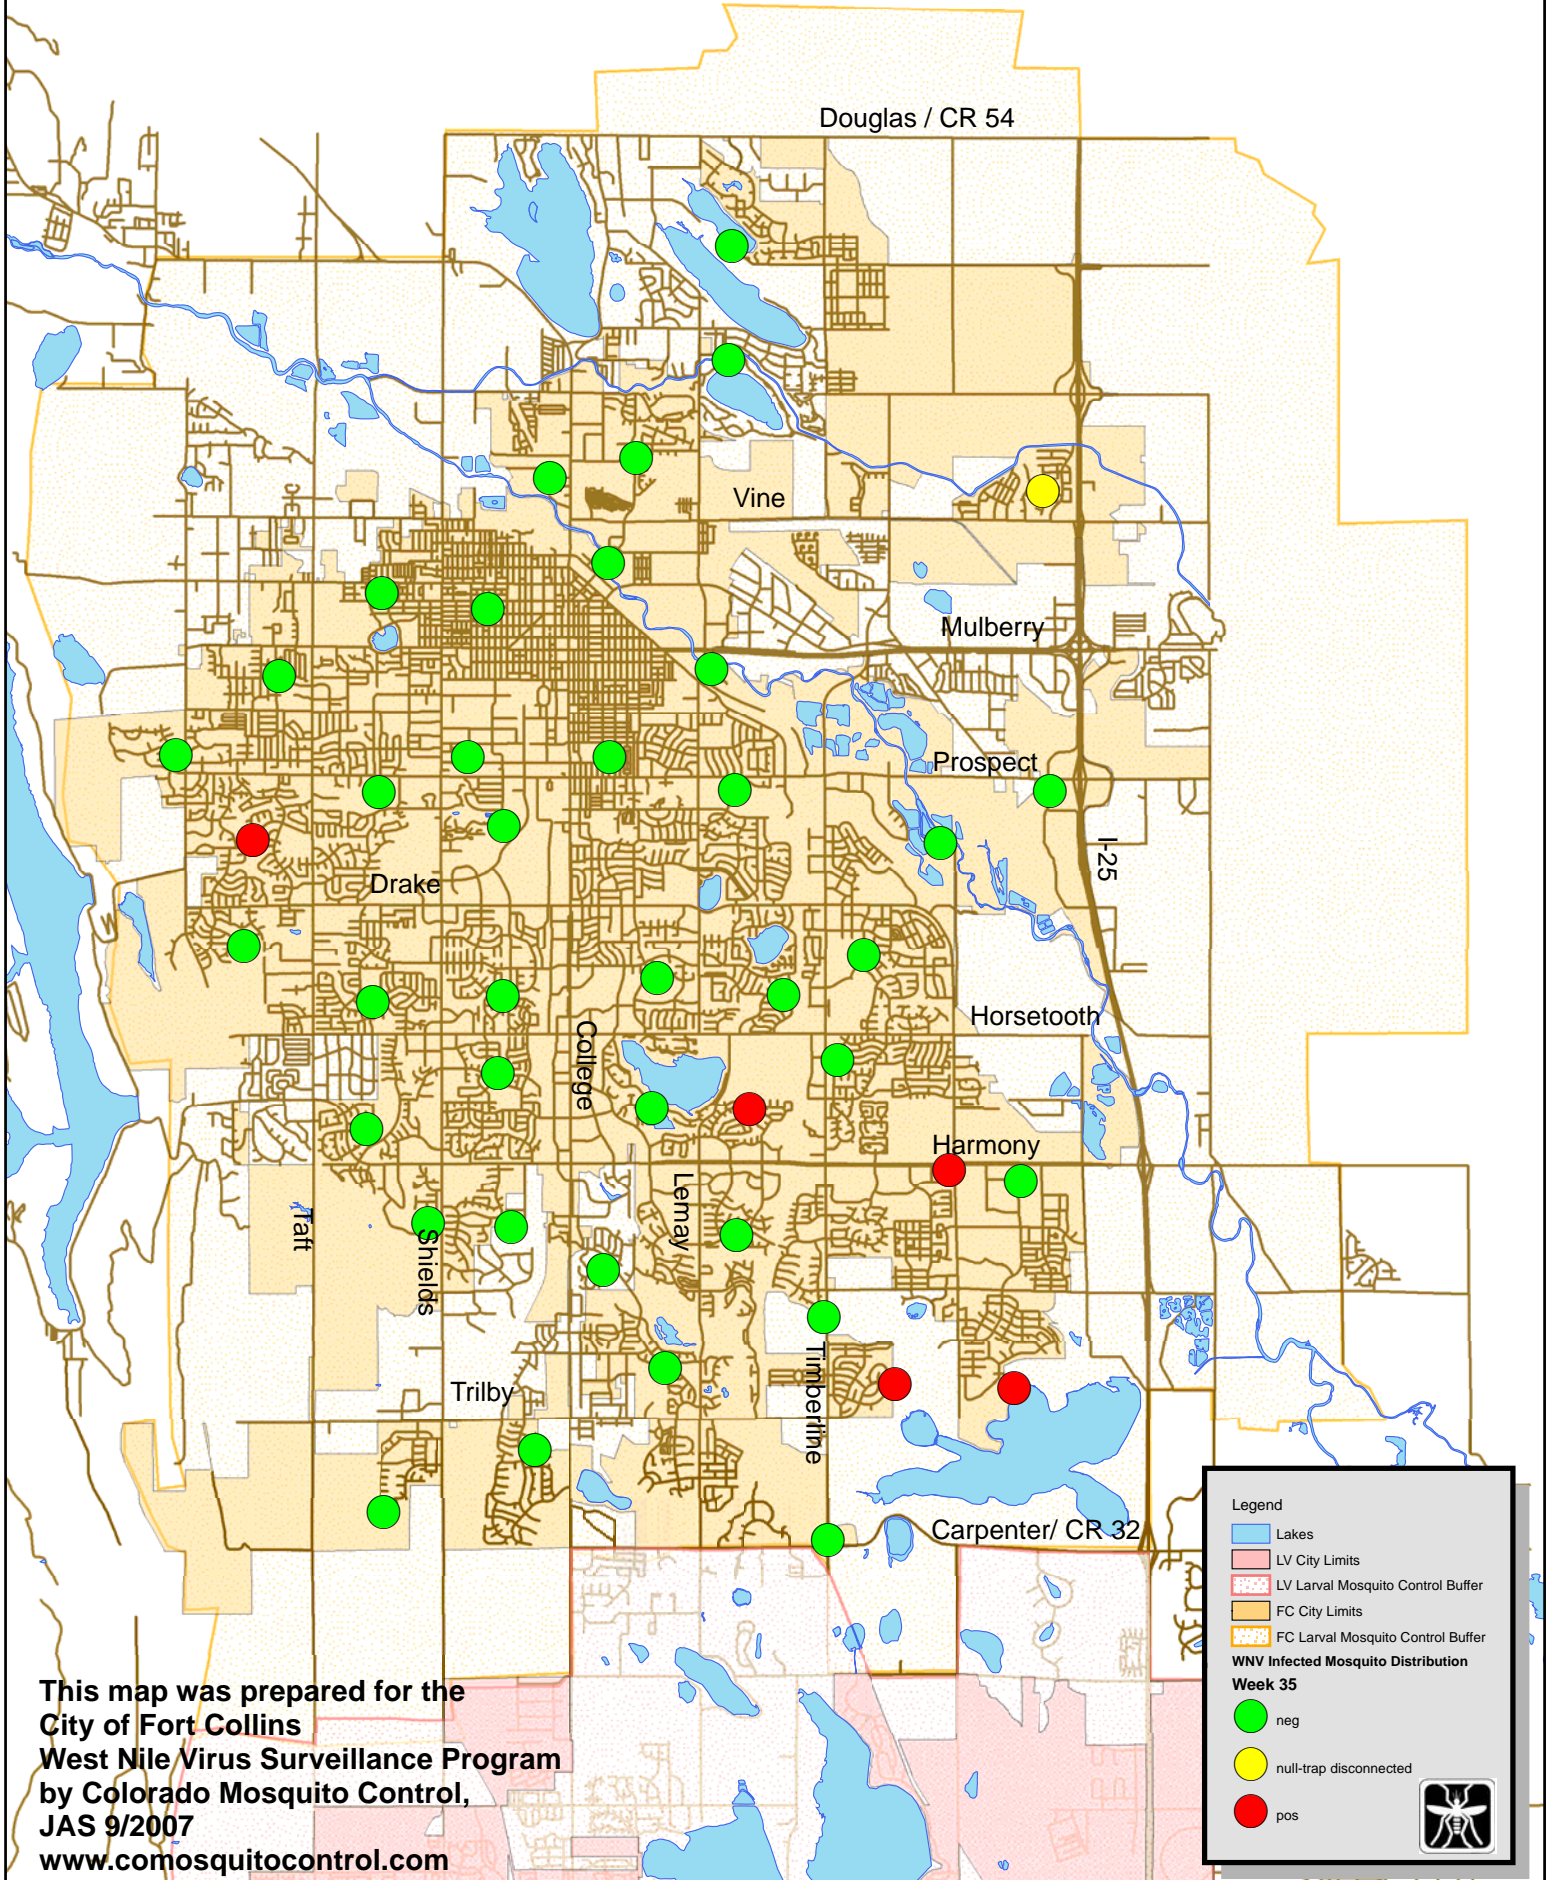 Douglas / CR 54
Vine
Mulberry
Prospect
I-25
Drake
Horsetooth
College
Harmony
Lemay
Taft
Shields
Timberline
Trilby
Carpenter/ CR 32
Legend
Lakes
LV City Limits
LV Larval Mosquito Control Buffer
FC City Limits
FC Larval Mosquito Control Buffer
WNV Infected Mosquito Distribution
Week 35
neg
null-trap disconnected
pos
This map was prepared for the
City of Fort Collins
West Nile Virus Surveillance Program
by Colorado Mosquito Control,
JAS 9/2007
www.comosquitocontrol.com